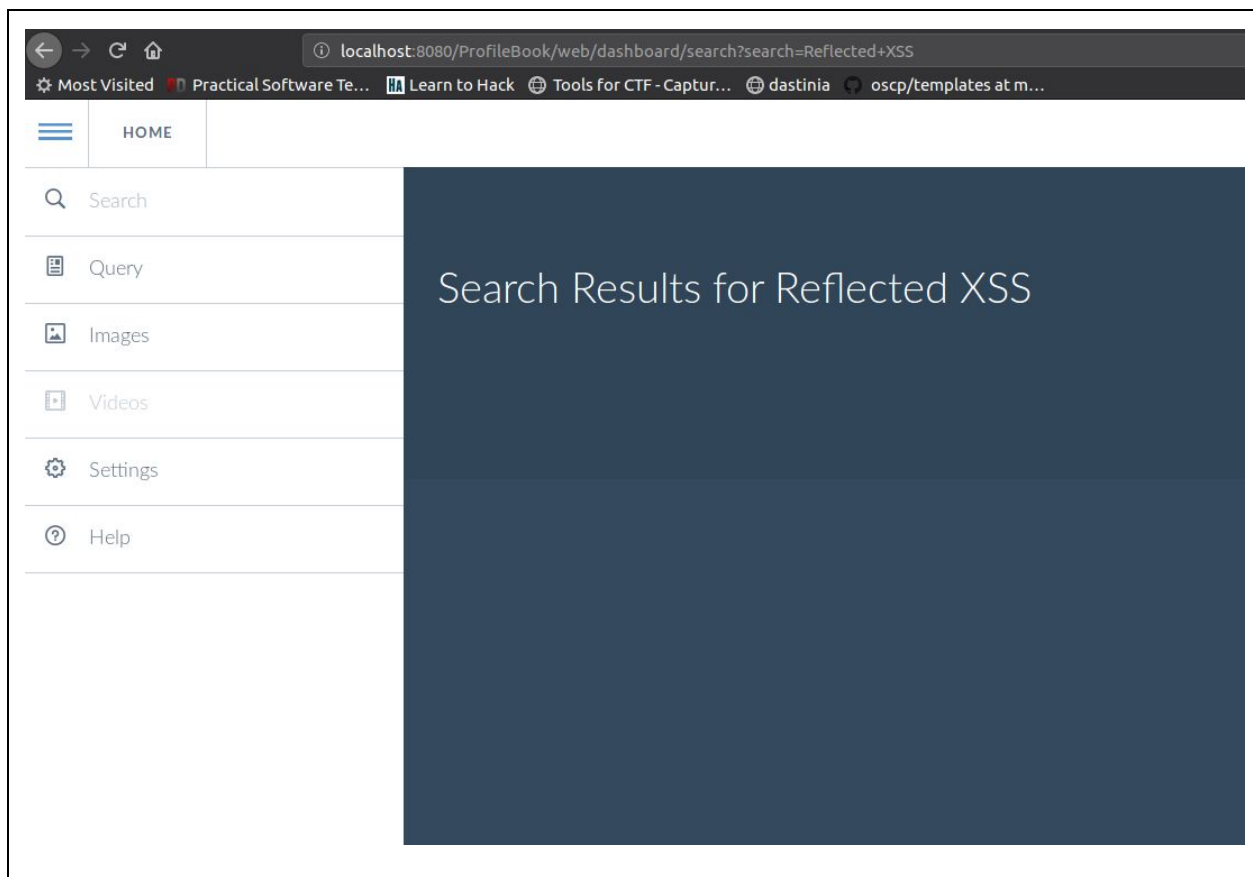 localhost:8080/ProfileBook/web/dashboard/search?search=Reflected+XSS
Most Visited Practical Software Te... HA Learn to Hack Tools for CTF - Captur... dastinia oscp/templates at m...
HOME
Search
Query
Images
Videos
Settings
Help
Search Results for Reflected XSS